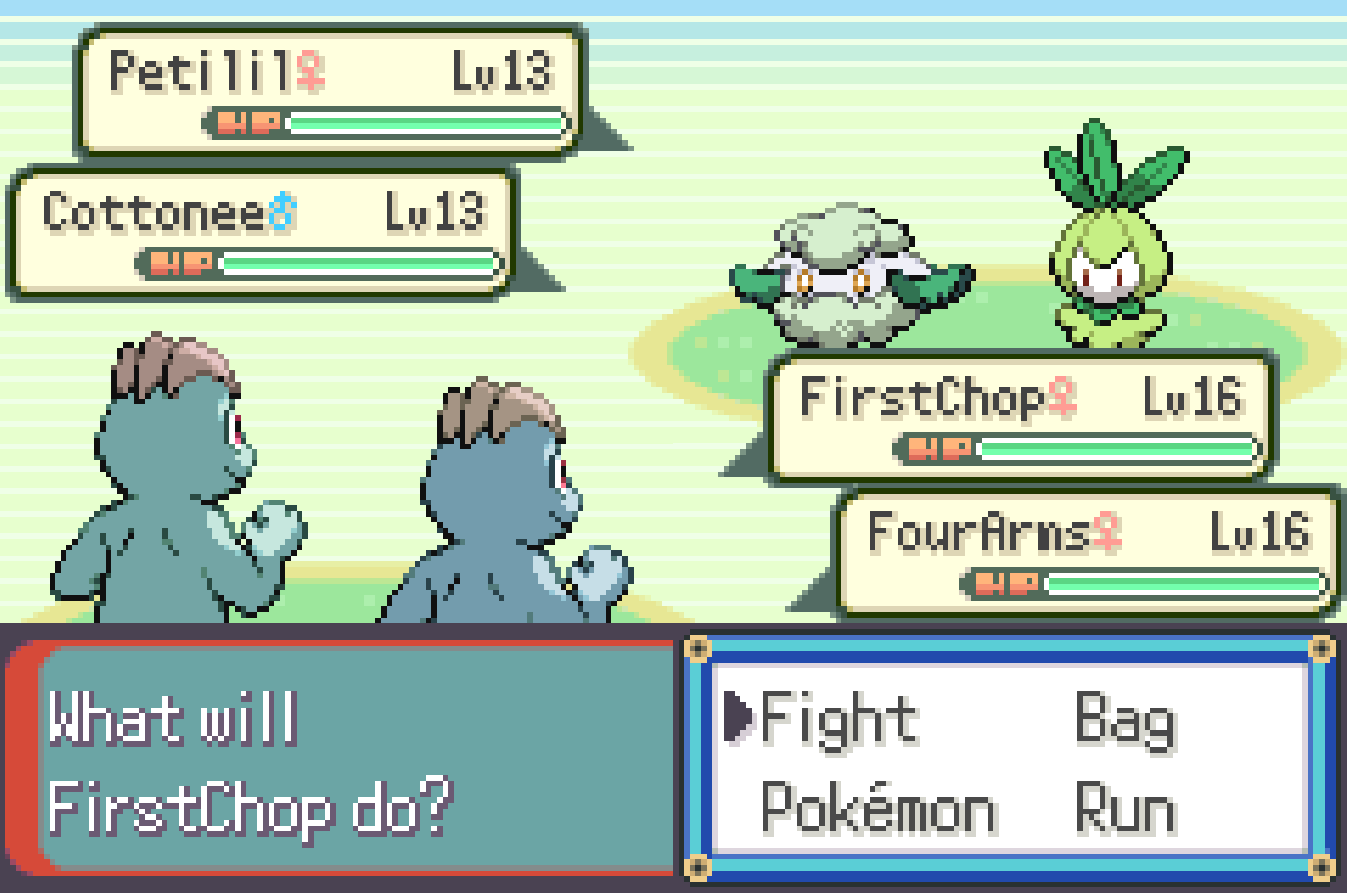 Petilil♀ Lv13
HP
Cottonee♂ Lv13
HP
FirstChop♀ Lv16
HP
FourArms♀ Lv16
HP
What will
FirstChop do?
Fight Bag
Pokémon Run